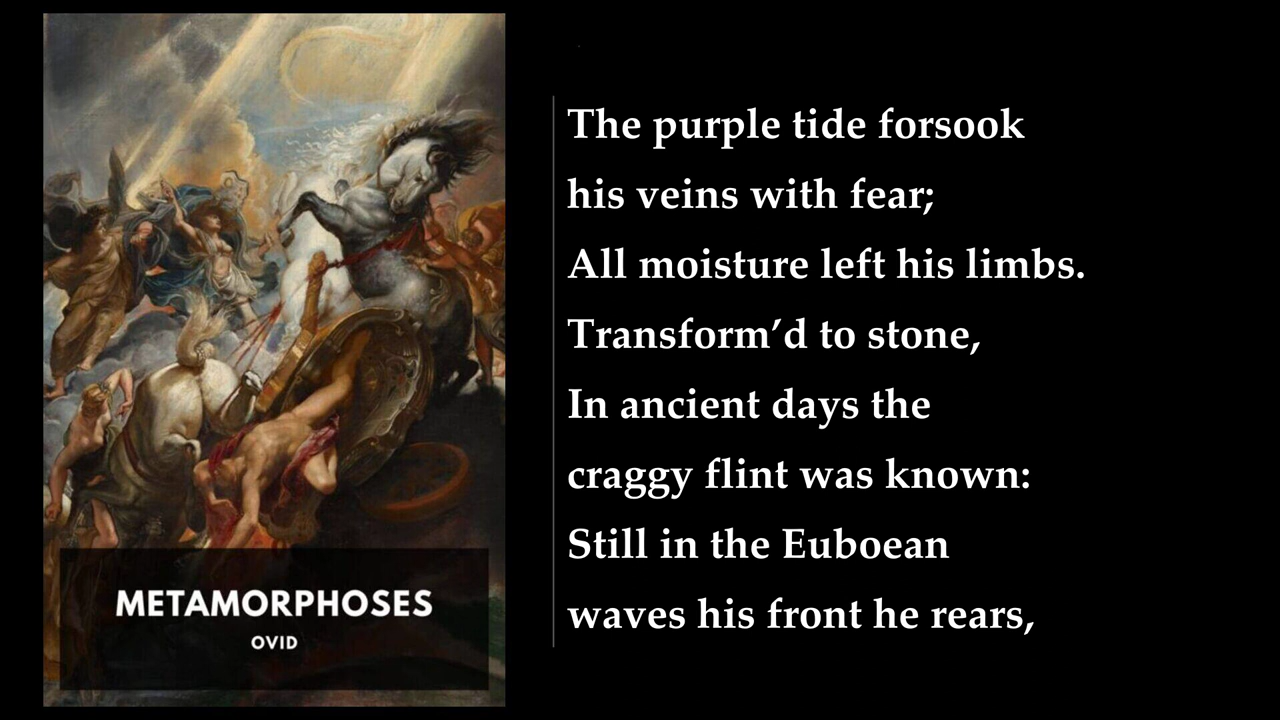 METAMORPHOSES
OVID
The purple tide forsook
his veins with fear;
All moisture left his limbs.
Transform’d to stone,
In ancient days the
craggy flint was known:
Still in the Euboean
waves his front he rears,